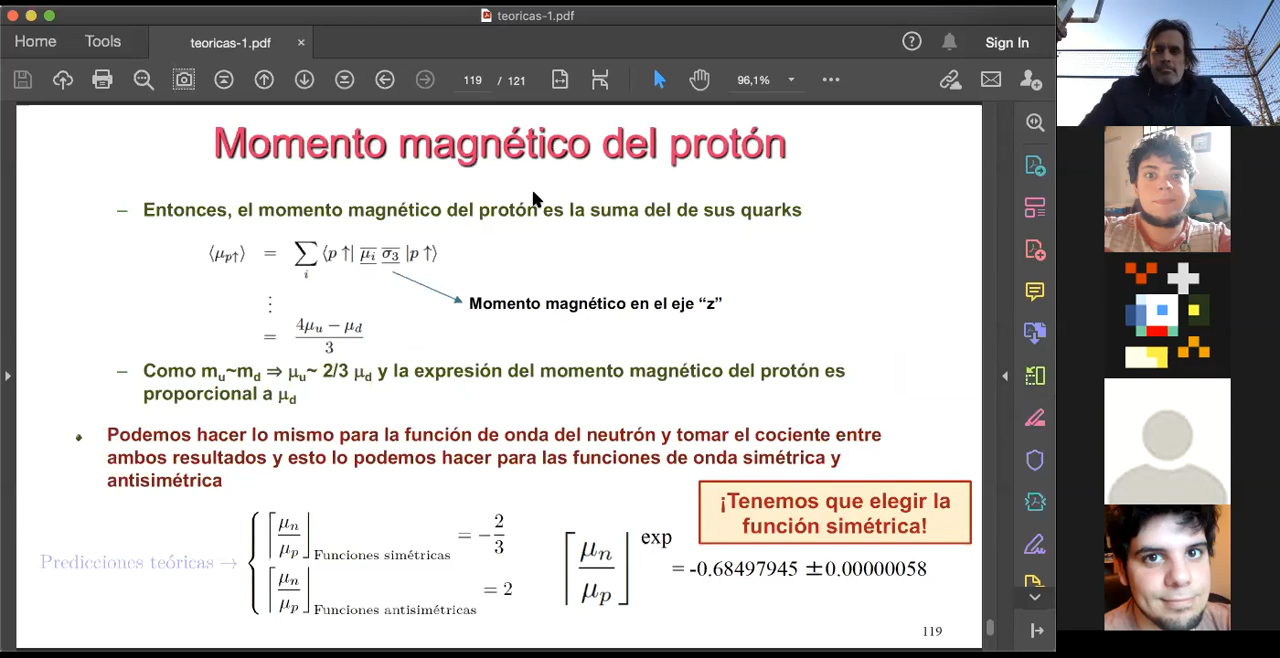 teoricas-1.pdf
Home Tools teoricas-1.pdf × Sign In
119 / 121 96,1%
Momento magnético del protón
– Entonces, el momento magnético del protón es la suma del de sus quarks
⟨μp↑⟩ = ∑i ⟨p ↑| μi σ3 |p ↑⟩
Momento magnético en el eje “z”
⋮
= (4μu − μd) / 3
– Como mu~md ⇒ μu~ 2/3 μd y la expresión del momento magnético del protón es
proporcional a μd
• Podemos hacer lo mismo para la función de onda del neutrón y tomar el cociente entre
ambos resultados y esto lo podemos hacer para las funciones de onda simétrica y
antisimétrica
¡Tenemos que elegir la
función simétrica!
Predicciones teóricas → { [μn/μp] Funciones simétricas = −2/3
[μn/μp] Funciones antisimétricas = 2
[μn/μp] exp = -0.68497945 ±0.00000058
119